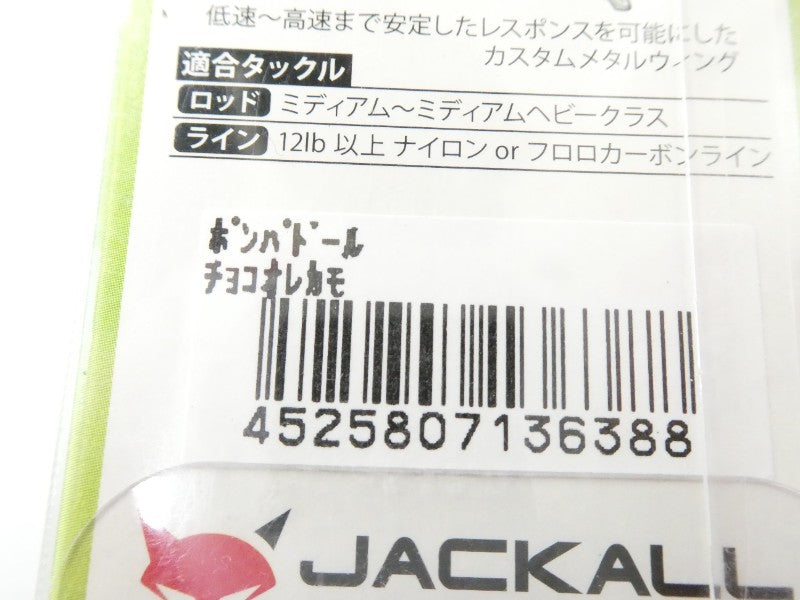 低速～高速まで安定したレスポンスを可能にした
カスタムメタルウィング
適合タックル
ロッド ミディアム～ミディアムヘビークラス
ライン 12lb 以上 ナイロン or フロロカーボンライン
ﾎﾟﾝﾊﾟﾄﾞｰﾙ
ﾁｮｺｵﾚｶﾓ
4525807136388
JACKALL